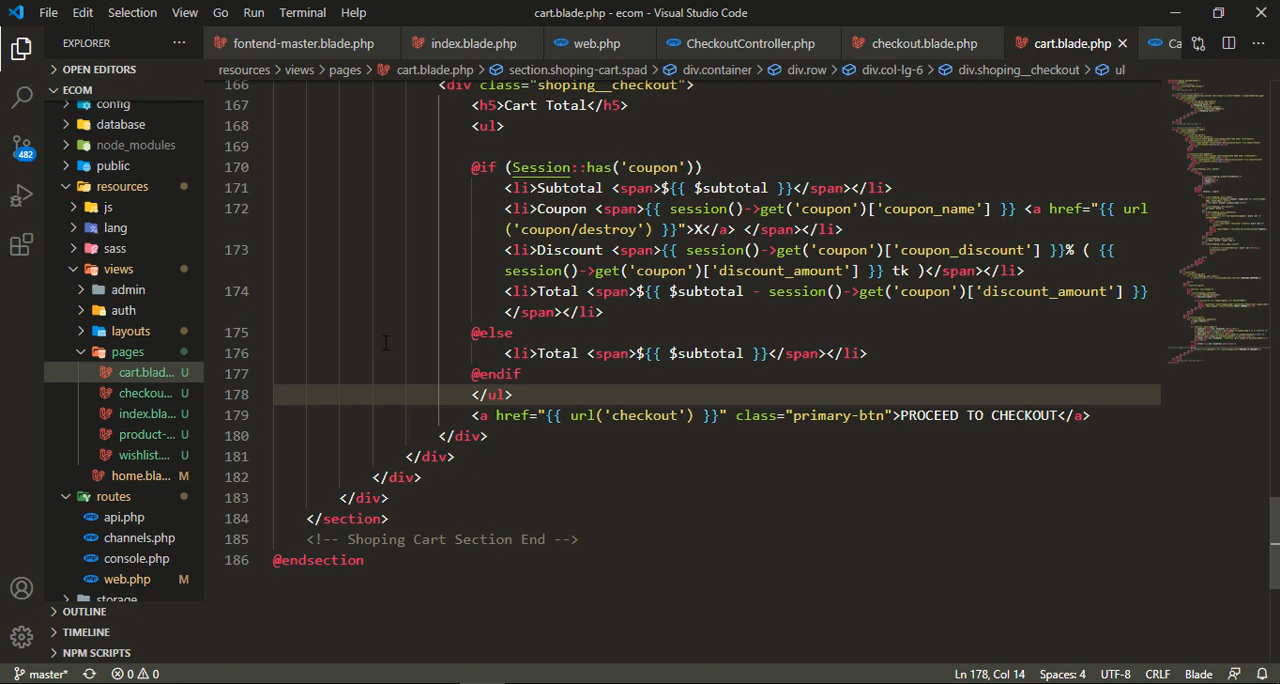 File Edit Selection View Go Run Terminal Help cart.blade.php - ecom - Visual Studio Code
EXPLORER
fontend-master.blade.php index.blade.php web.php CheckoutController.php checkout.blade.php cart.blade.php Ca
OPEN EDITORS
resources > views > pages > cart.blade.php > section.shoping-cart.spad > div.container > div.row > div.col-lg-6 > div.shoping__checkout > ul
ECOM
config
database
node_modules
public
resources
js
lang
sass
views
admin
auth
layouts
pages
cart.blad... U
checkou... U
index.bla... U
product-... U
wishlist.... U
home.bla... M
routes
api.php
channels.php
console.php
web.php M
storage
OUTLINE
TIMELINE
NPM SCRIPTS
482
166 <div class="shoping__checkout">
167 <h5>Cart Total</h5>
168 <ul>
169
170 @if (Session::has('coupon'))
171 <li>Subtotal <span>${{ $subtotal }}</span></li>
172 <li>Coupon <span>{{ session()->get('coupon')['coupon_name'] }} <a href="{{ url
('coupon/destroy') }}">X</a> </span></li>
173 <li>Discount <span>{{ session()->get('coupon')['coupon_discount'] }}% ( {{
session()->get('coupon')['discount_amount'] }} tk )</span></li>
174 <li>Total <span>${{ $subtotal - session()->get('coupon')['discount_amount'] }}
</span></li>
175 @else
176 <li>Total <span>${{ $subtotal }}</span></li>
177 @endif
178 </ul>
179 <a href="{{ url('checkout') }}" class="primary-btn">PROCEED TO CHECKOUT</a>
180 </div>
181 </div>
182 </div>
183 </div>
184 </section>
185 <!-- Shoping Cart Section End -->
186 @endsection
master* 0 0 Ln 178, Col 14 Spaces: 4 UTF-8 CRLF Blade